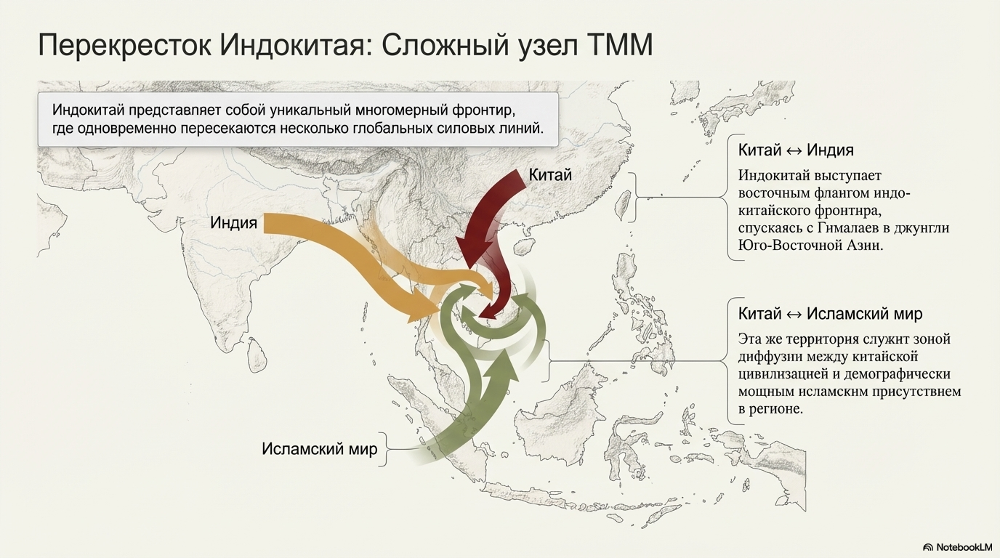 Перекресток Индокитая: Сложный узел ТММ
Индокитай представляет собой уникальный многомерный фронтир,
где одновременно пересекаются несколько глобальных силовых линий.
Китай
Индия
Исламский мир
Китай ↔ Индия
Индокитай выступает
восточным флангом индо-
китайского фронтира,
спускаясь с Гималаев в джунгли
Юго-Восточной Азии.
Китай ↔ Исламский мир
Эта же территория служит зоной
диффузии между китайской
цивилизацией и демографически
мощным исламским присутствием
в регионе.
NotebookLM